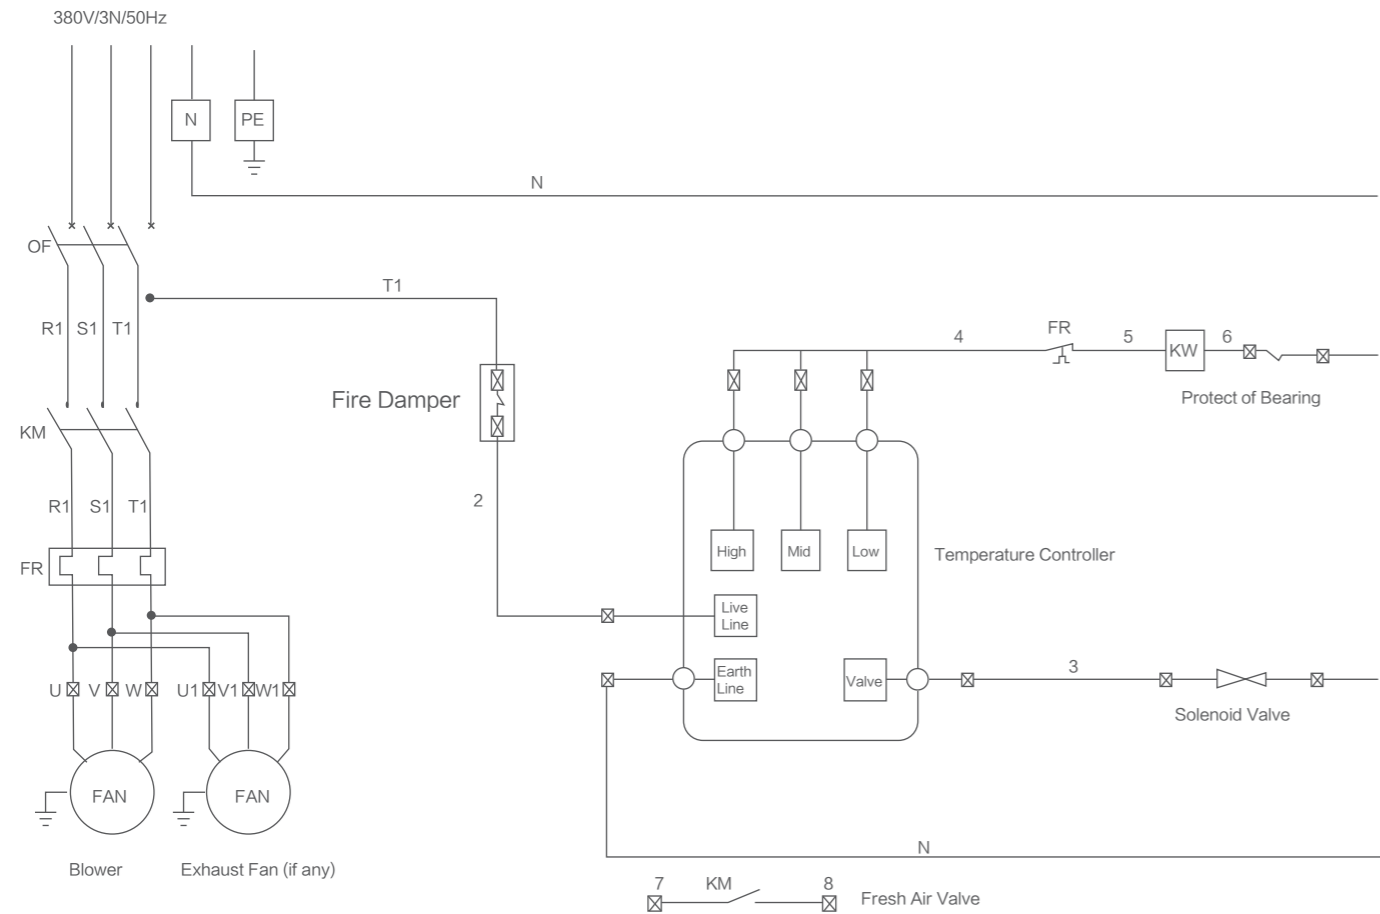 380V/3N/50Hz
N
PE
N
OF
T1
R1
S1
T1
FR
4
5
KW
6
Fire Damper
Protect of Bearing
KM
2
R1
S1
T1
High
Mid
Low
Temperature Controller
FR
Live
Line
U
V
W
U1
V1
W1
Earth
Line
Valve
3
Solenoid Valve
FAN
FAN
N
Blower
Exhaust Fan (if any)
7
KM
8
Fresh Air Valve